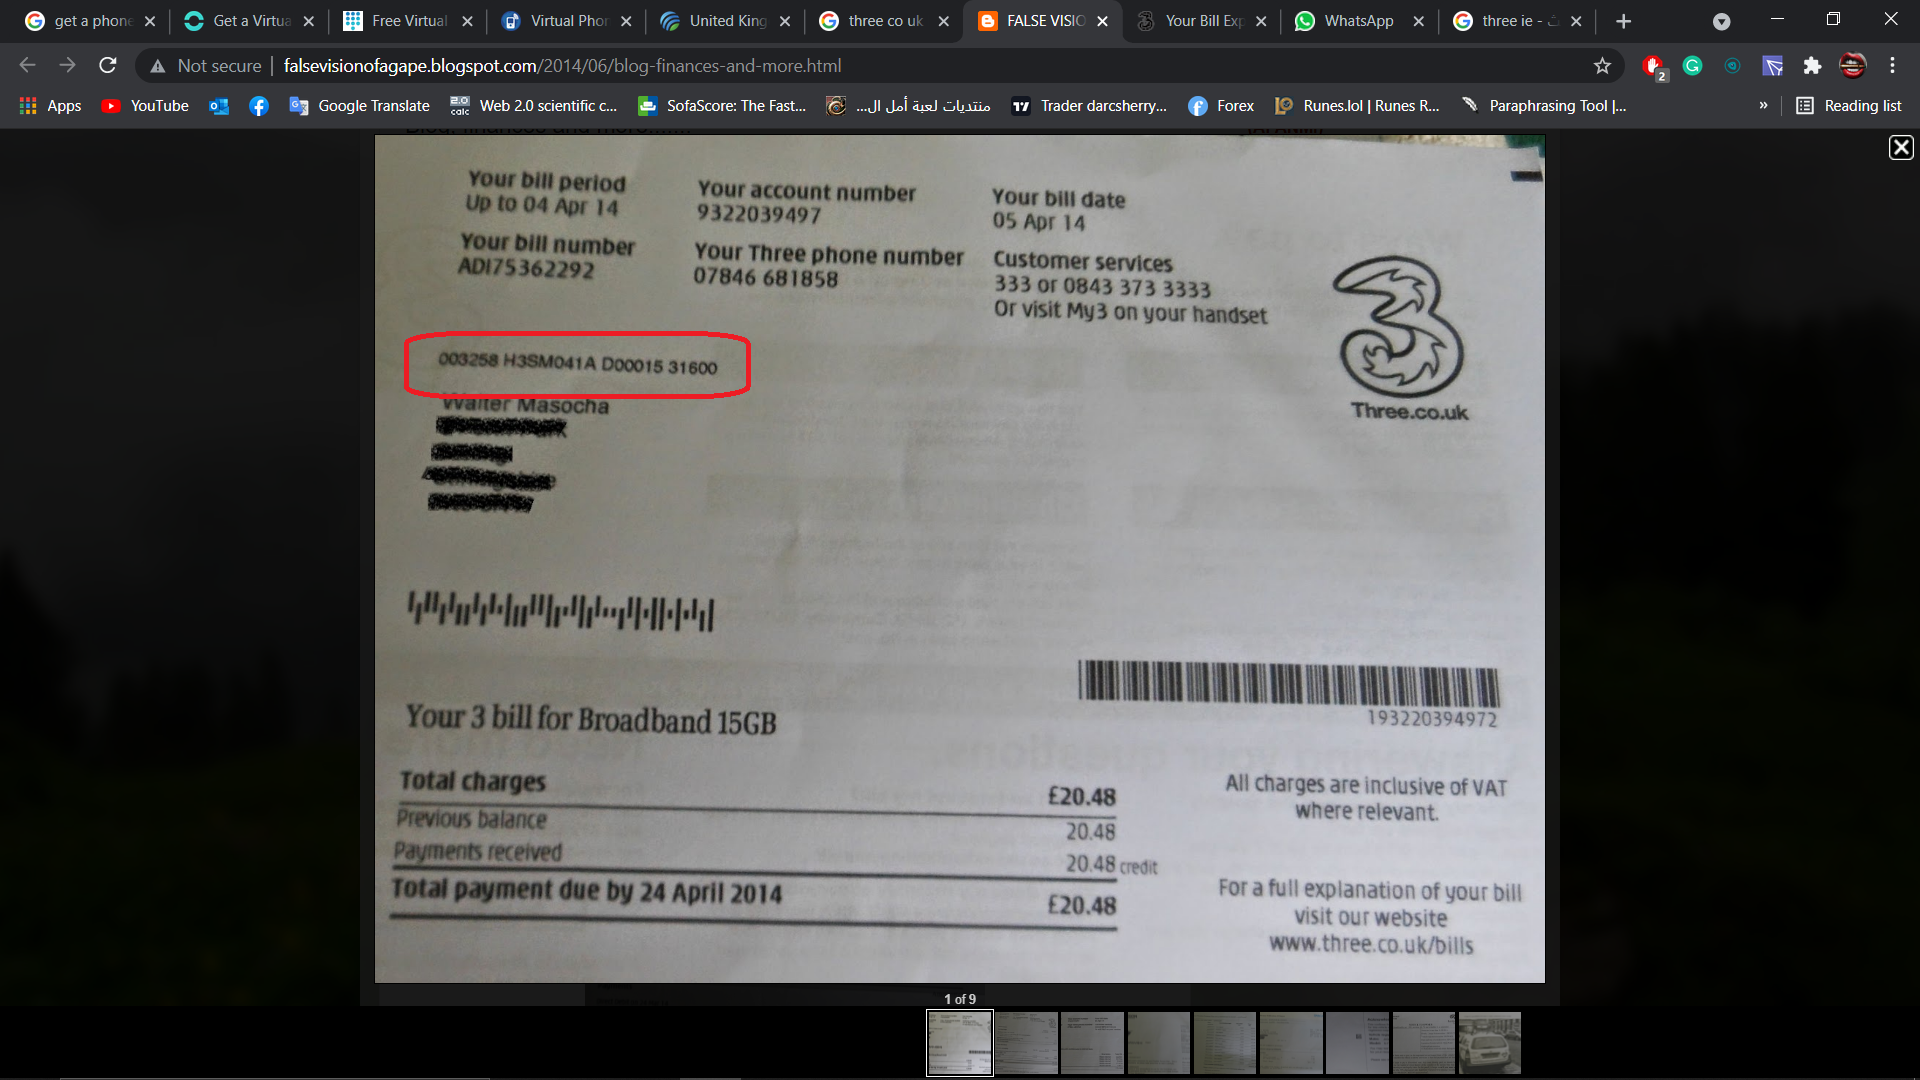 get a phone
Get a Virtua
Free Virtual
Virtual Phon
United King
three co uk
FALSE VISIO
Your Bill Exp
WhatsApp
three ie - ث
Not secure
falsevisionofagape.blogspot.com/2014/06/blog-finances-and-more.html
2
Apps
YouTube
Google Translate
2.0 calc
Web 2.0 scientific c...
SofaScore: The Fast...
منتديات لعبة أمل ال...
Trader darcsherry...
Forex
Runes.lol | Runes R...
Paraphrasing Tool |...
»
Reading list
Your bill period
Up to 04 Apr 14
Your account number
9322039497
Your bill date
05 Apr 14
Your bill number
ADI75362292
Your Three phone number
07846 681858
Customer services
333 or 0843 373 3333
Or visit My3 on your handset
003258 H3SM041A D00015 31600
Walter Masocha
Three.co.uk
193220394972
Your 3 bill for Broadband 15GB
Total charges £20.48
Previous balance 20.48
Payments received 20.48 credit
Total payment due by 24 April 2014 £20.48
All charges are inclusive of VAT
where relevant.
For a full explanation of your bill
visit our website
www.three.co.uk/bills
1 of 9